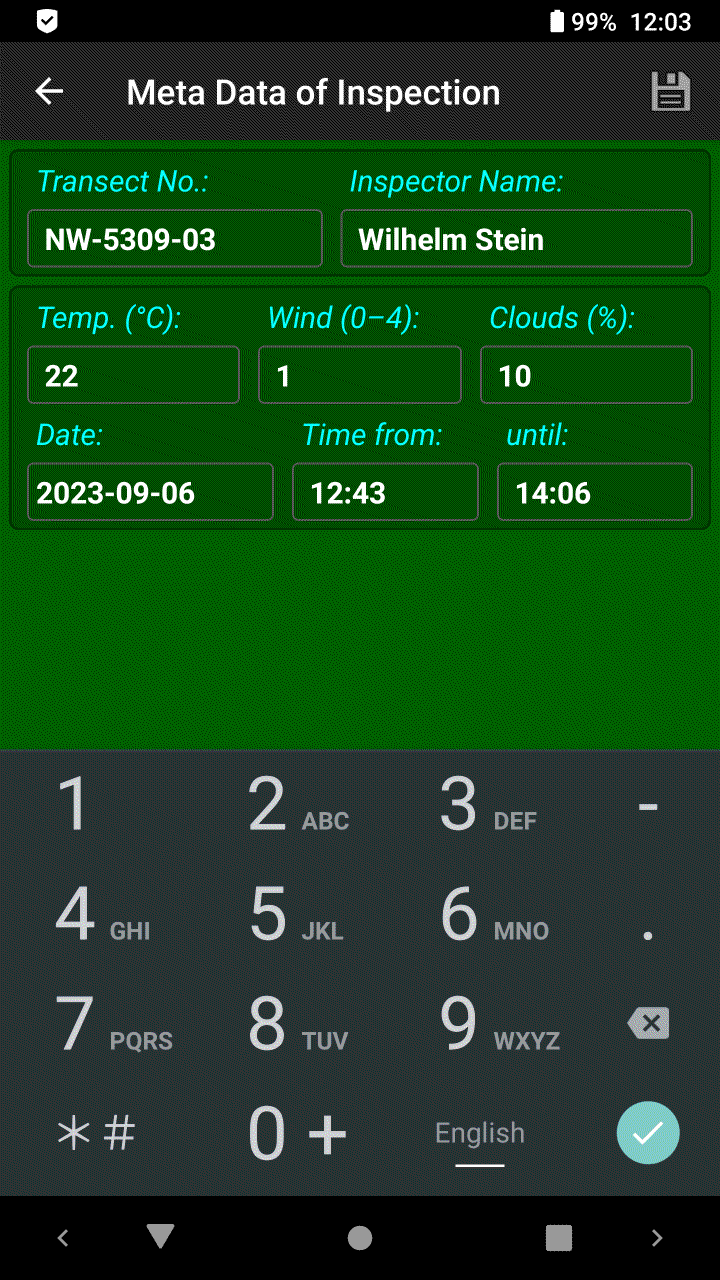 99% 12:03
Meta Data of Inspection
Transect No.: Inspector Name:
NW-5309-03 Wilhelm Stein
Temp. (°C): Wind (0–4): Clouds (%):
22 1 10
Date: Time from: until:
2023-09-06 12:43 14:06
1 2 ABC 3 DEF -
4 GHI 5 JKL 6 MNO .
7 PQRS 8 TUV 9 WXYZ
*# 0 + English